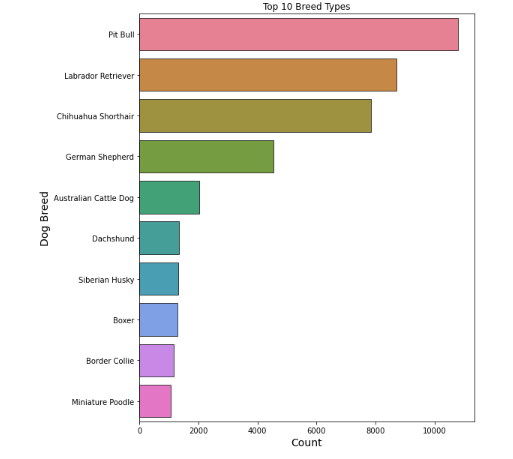 Top 10 Breed Types
Dog Breed
Pit Bull
Labrador Retriever
Chihuahua Shorthair
German Shepherd
Australian Cattle Dog
Dachshund
Siberian Husky
Boxer
Border Collie
Miniature Poodle
0 2000 4000 6000 8000 10000
Count